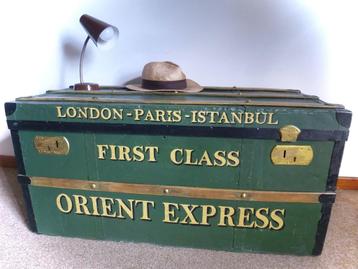 LONDON-PARIS-ISTANBUL
FIRST CLASS
ORIENT EXPRESS